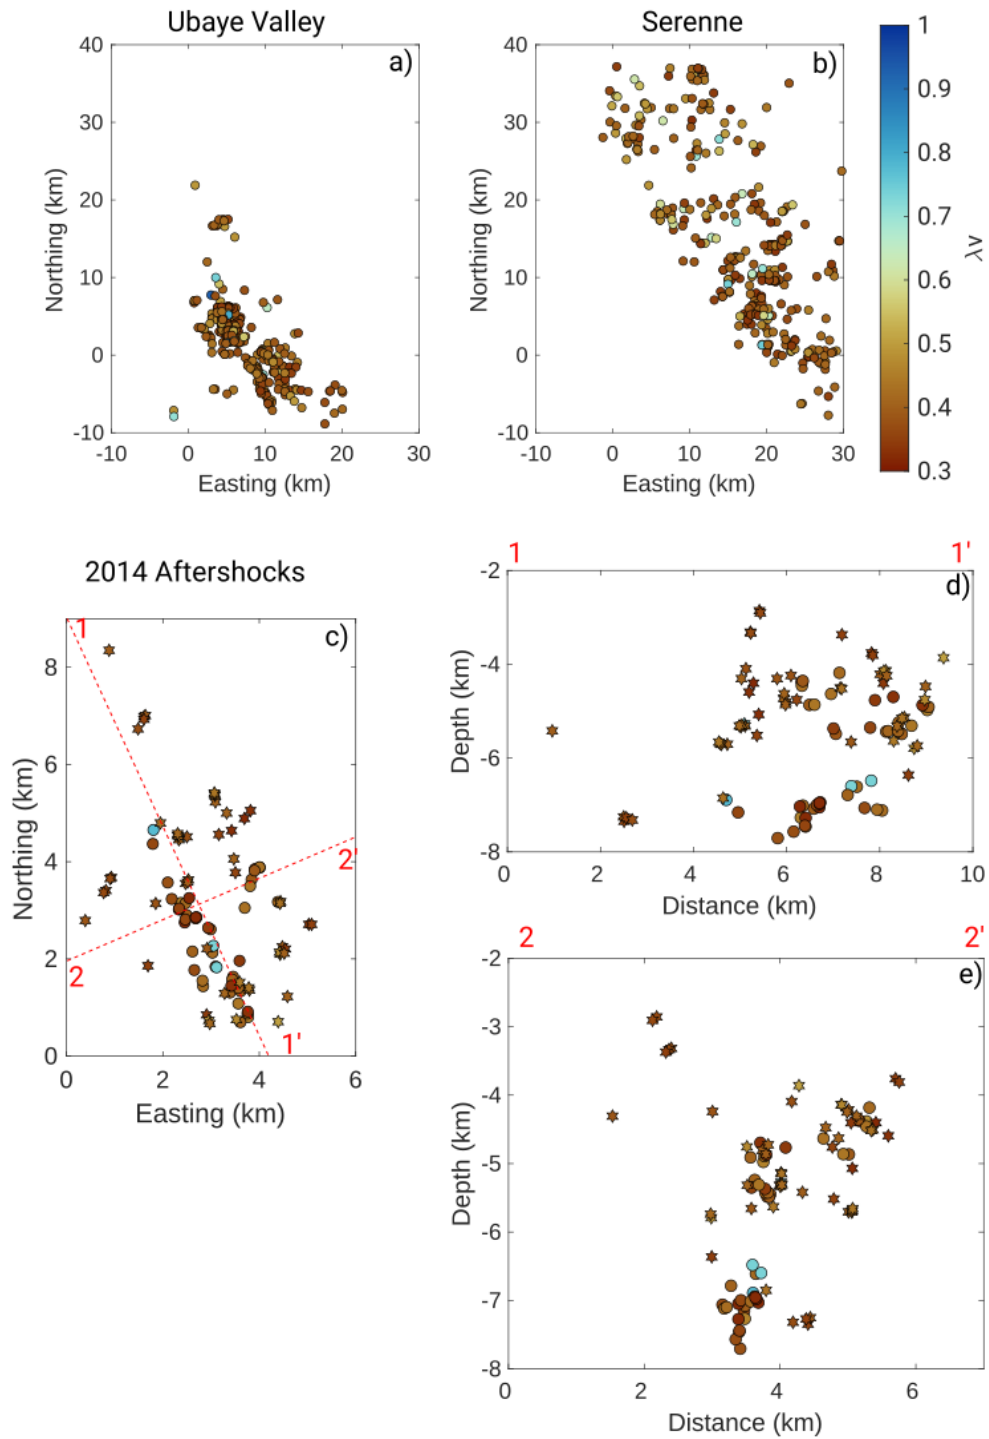 Ubaye Valley
Serenne
a)
40
30
20
10
0
-10
Northing (km)
-10 0 10 20 30
Easting (km)
b)
40
30
20
10
0
-10
Northing (km)
-10 0 10 20 30
Easting (km)
1
0.9
0.8
0.7
0.6
0.5
0.4
0.3
2014 Aftershocks
c)
1
8
6
4
2
0
Northing (km)
2'
2
1'
0 2 4 6
Easting (km)
1 1'
d)
-2
-4
-6
-8
Depth (km)
0 2 4 6 8 10
Distance (km)
2 2'
e)
-2
-3
-4
-5
-6
-7
-8
Depth (km)
0 2 4 6
Distance (km)